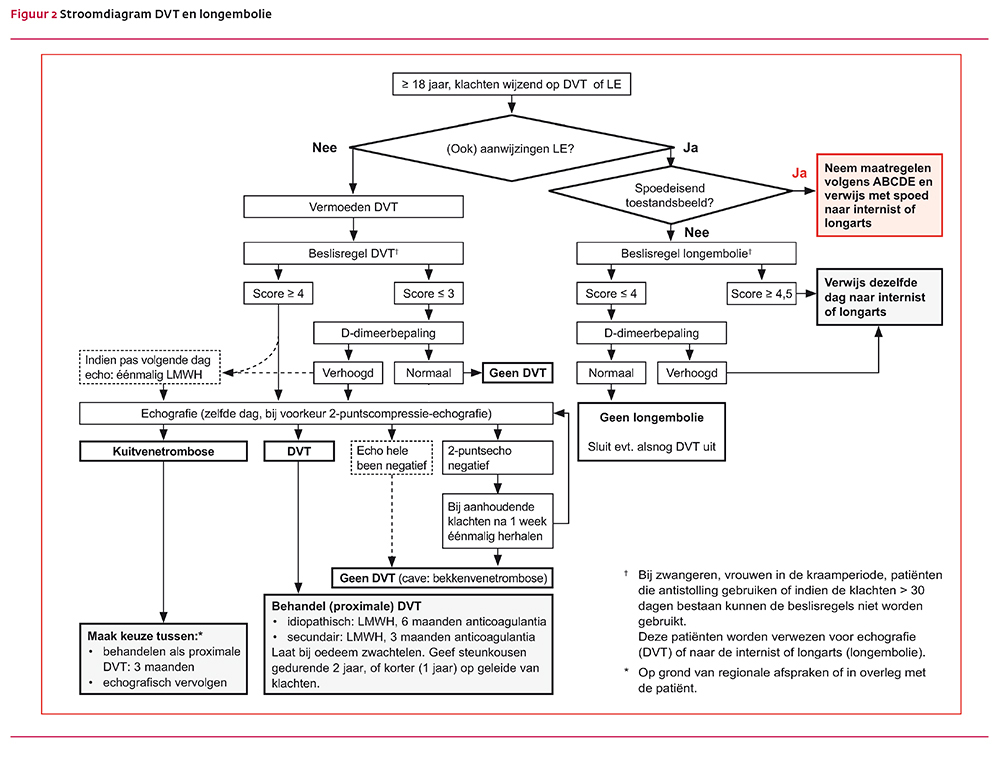 Figuur 2 Stroomdiagram DVT en longembolie
≥ 18 jaar, klachten wijzend op DVT of LE
(Ook) aanwijzingen LE?
Nee
Ja
Spoedeisend
toestandsbeeld?
Ja
Neem maatregelen
volgens ABCDE en
verwijs met spoed
naar internist of
longarts
Nee
Vermoeden DVT
Beslisregel DVT†
Beslisregel longembolie†
Score ≥ 4
Score ≤ 3
Score ≤ 4
Score ≥ 4,5
Verwijs dezelfde
dag naar internist
of longarts
D-dimeerbepaling
D-dimeerbepaling
Indien pas volgende dag
echo: éénmalig LMWH
Verhoogd
Normaal
Geen DVT
Normaal
Verhoogd
Echografie (zelfde dag, bij voorkeur 2-puntscompressie-echografie)
Geen longembolie
Sluit evt. alsnog DVT uit
Kuitvenetrombose
DVT
Echo hele
been negatief
2-puntsecho
negatief
Bij aanhoudende
klachten na 1 week
éénmalig herhalen
Geen DVT (cave: bekkenvenetrombose)
Maak keuze tussen:*
• behandelen als proximale
DVT: 3 maanden
• echografisch vervolgen
Behandel (proximale) DVT
• idiopathisch: LMWH, 6 maanden anticoagulantia
• secundair: LMWH, 3 maanden anticoagulantia
Laat bij oedeem zwachtelen. Geef steunkousen
gedurende 2 jaar, of korter (1 jaar) op geleide van
klachten.
† Bij zwangeren, vrouwen in de kraamperiode, patiënten
die antistolling gebruiken of indien de klachten > 30
dagen bestaan kunnen de beslisregels niet worden
gebruikt.
Deze patiënten worden verwezen voor echografie
(DVT) of naar de internist of longarts (longembolie).
* Op grond van regionale afspraken of in overleg met
de patiënt.